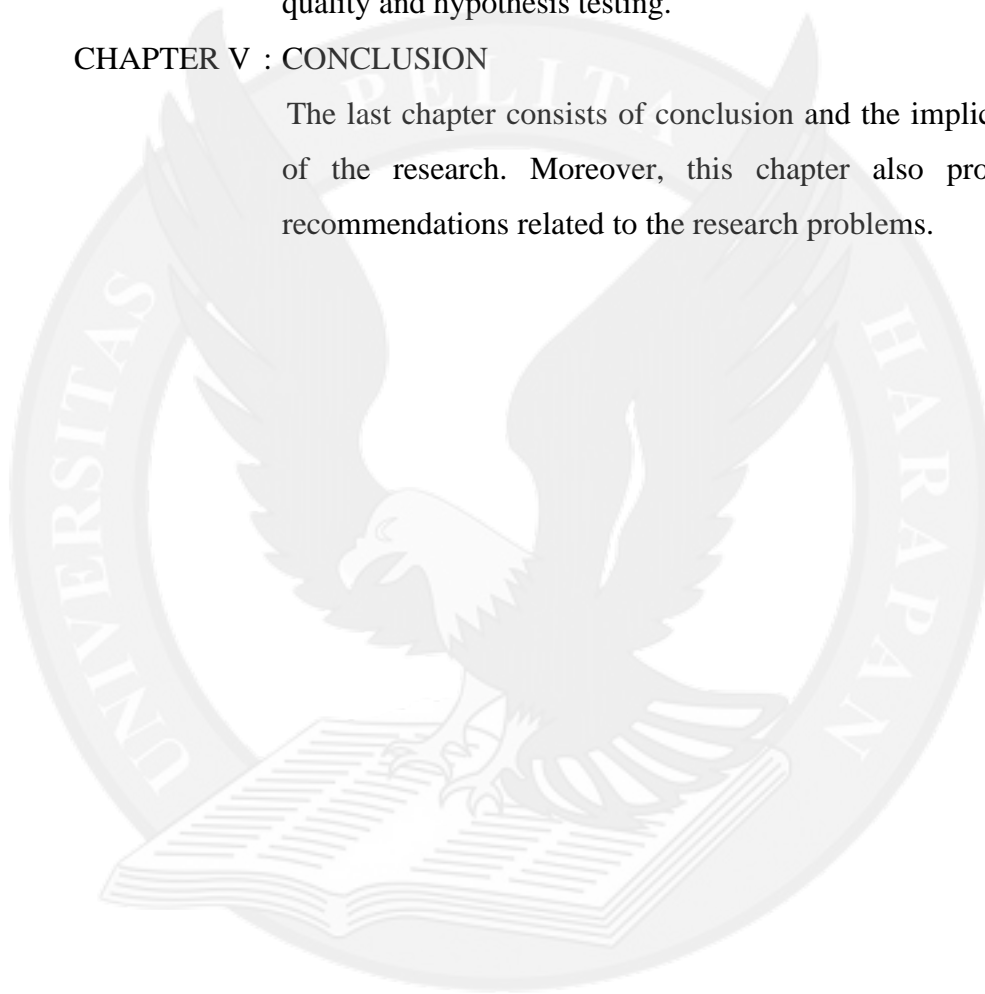 quality and hypothesis testing.
CHAPTER V : CONCLUSION
The last chapter consists of conclusion and the implic
of the research. Moreover, this chapter also pro
recommendations related to the research problems.
UNIVERSITAS PELITA HARAPAN